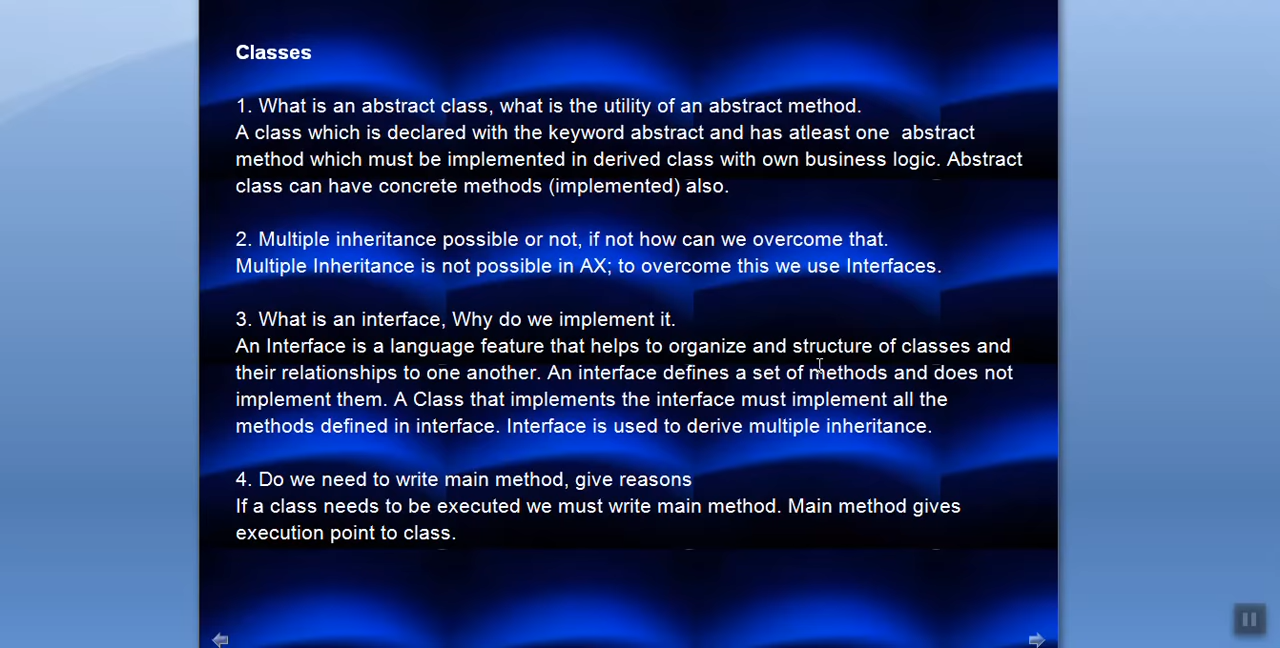 Classes
1. What is an abstract class, what is the utility of an abstract method.
A class which is declared with the keyword abstract and has atleast one  abstract
method which must be implemented in derived class with own business logic. Abstract
class can have concrete methods (implemented) also.
2. Multiple inheritance possible or not, if not how can we overcome that.
Multiple Inheritance is not possible in AX; to overcome this we use Interfaces.
3. What is an interface, Why do we implement it.
An Interface is a language feature that helps to organize and structure of classes and
their relationships to one another. An interface defines a set of methods and does not
implement them. A Class that implements the interface must implement all the
methods defined in interface. Interface is used to derive multiple inheritance.
4. Do we need to write main method, give reasons
If a class needs to be executed we must write main method. Main method gives
execution point to class.